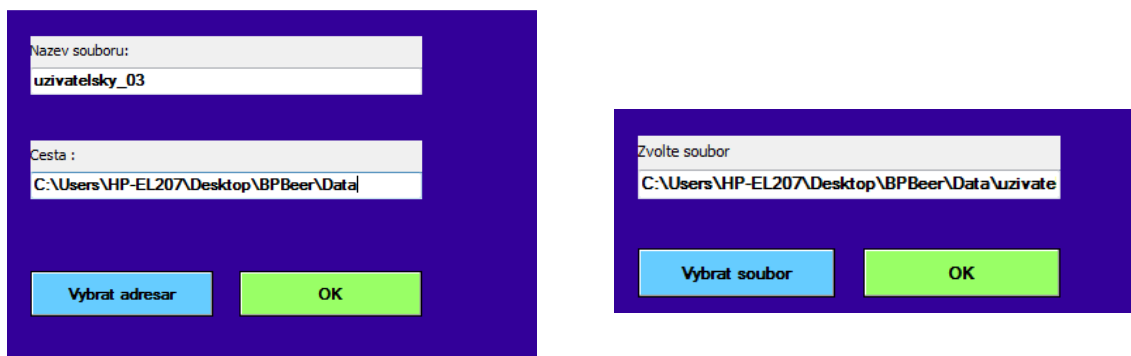 Nazev souboru:
uzivatelsky_03
Cesta :
C:\Users\HP-EL207\Desktop\BPBeer\Data
Vybrat adresar
OK
Zvolte soubor
C:\Users\HP-EL207\Desktop\BPBeer\Data\uzivate
Vybrat soubor
OK